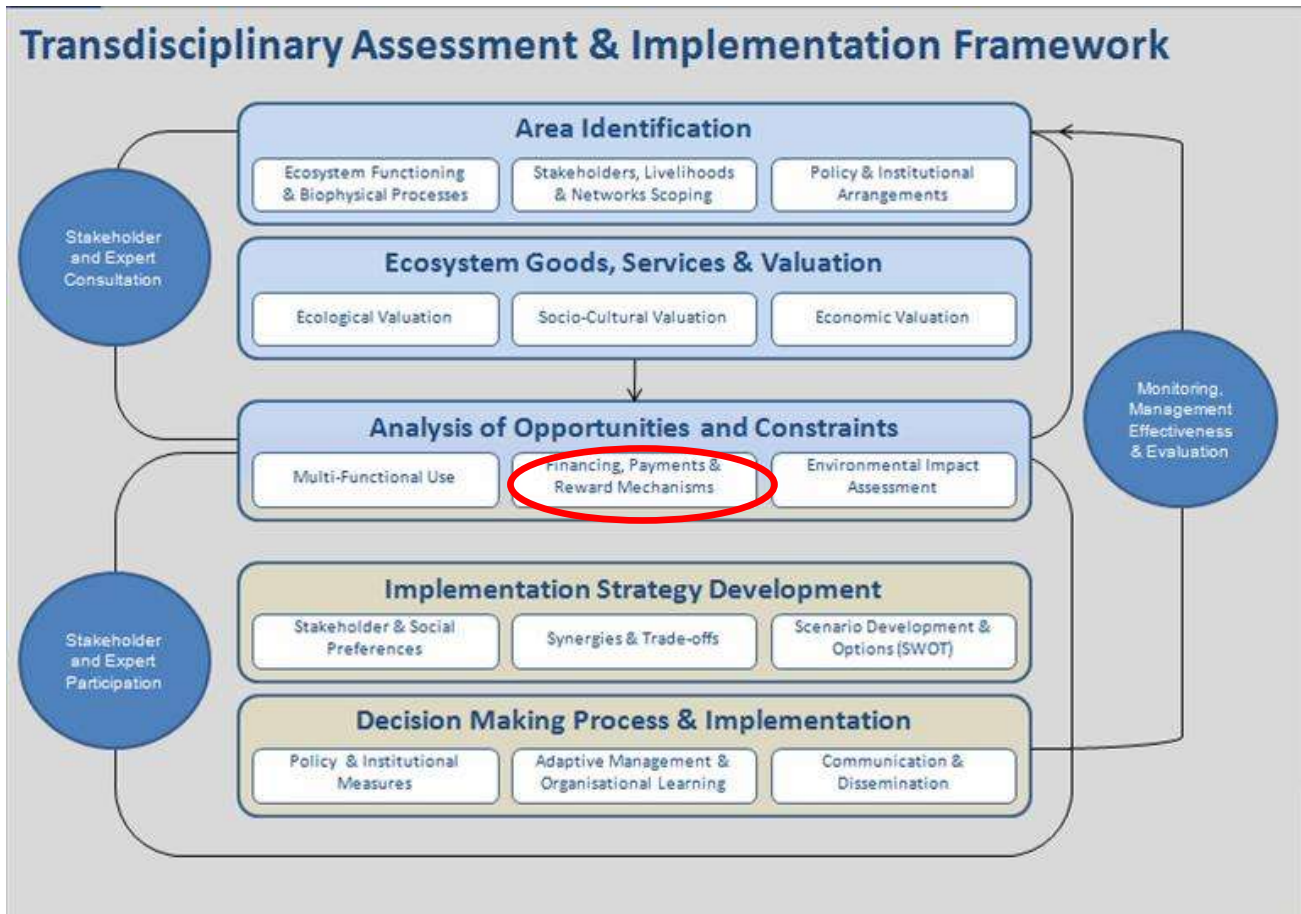 Transdisciplinary Assessment & Implementation Framework
Area Identification
Ecosystem Functioning
& Biophysical Processes
Stakeholders, Livelihoods
& Networks Scoping
Policy & Institutional
Arrangements
Stakeholder
and Expert
Consultation
Ecosystem Goods, Services & Valuation
Ecological Valuation
Socio-Cultural Valuation
Economic Valuation
Monitoring,
Management
Effectiveness
& Evaluation
Analysis of Opportunities and Constraints
Multi-Functional Use
Financing, Payments &
Reward Mechanisms
Environmental Impact
Assessment
Implementation Strategy Development
Stakeholder & Social
Preferences
Synergies & Trade-offs
Scenario Development &
Options (SWOT)
Stakeholder
and Expert
Participation
Decision Making Process & Implementation
Policy & Institutional
Measures
Adaptive Management &
Organisational Learning
Communication &
Dissemination